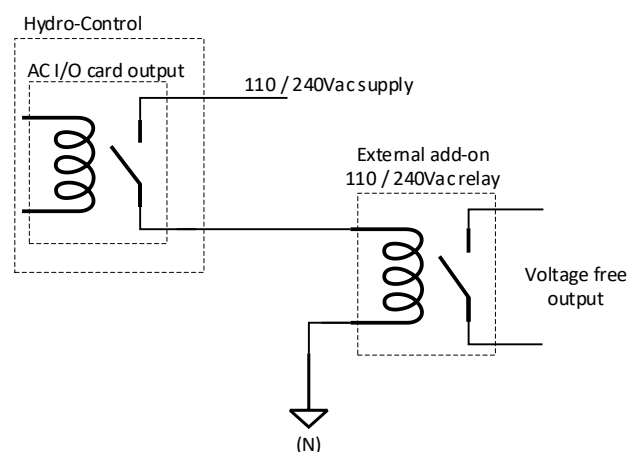 Hydro-Control
AC I/O card output
110 / 240Vac supply
External add-on
110 / 240Vac relay
Voltage free
output
(N)